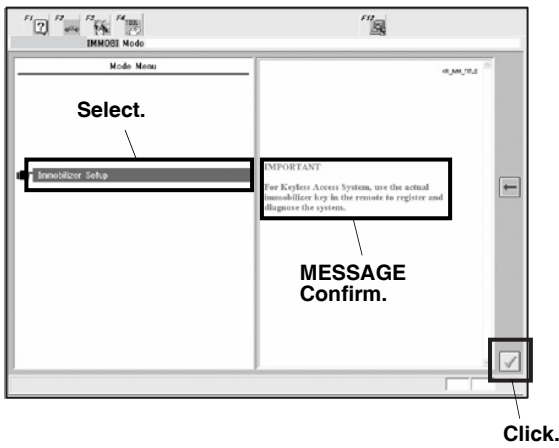 F1 F2 F3 F4 F12
?
IMMOBI Mode
Mode Menu
Select.
Immobilizer Setup
IMPORTANT
For Keyless Access System, use the actual
immobilizer key in the remote to register and
diagnose the system.
MESSAGE
Confirm.
Click.